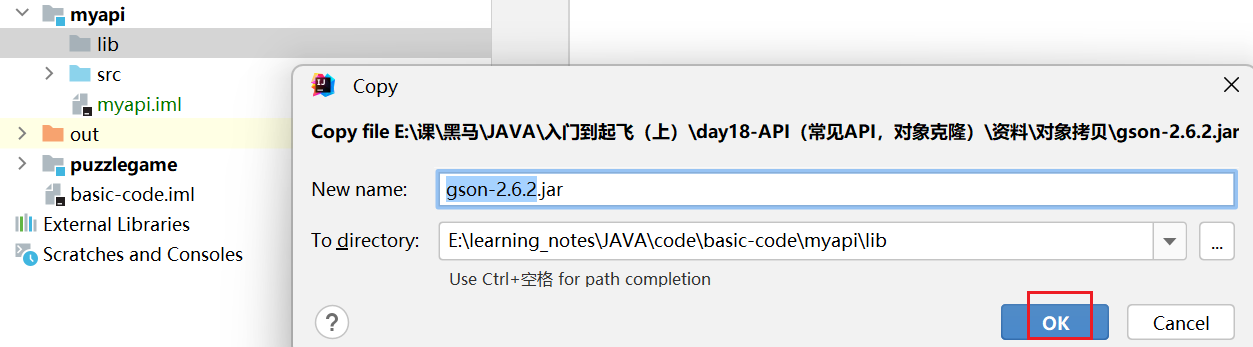 myapi
lib
src
myapi.iml
out
puzzlegame
basic-code.iml
External Libraries
Scratches and Consoles
Copy
Copy file E:\课\黑马\JAVA\入门到起飞（上）\day18-API（常见API，对象克隆）\资料\对象拷贝\gson-2.6.2.jar
New name: gson-2.6.2.jar
To directory: E:\learning_notes\JAVA\code\basic-code\myapi\lib ...
Use Ctrl+空格 for path completion
? OK Cancel